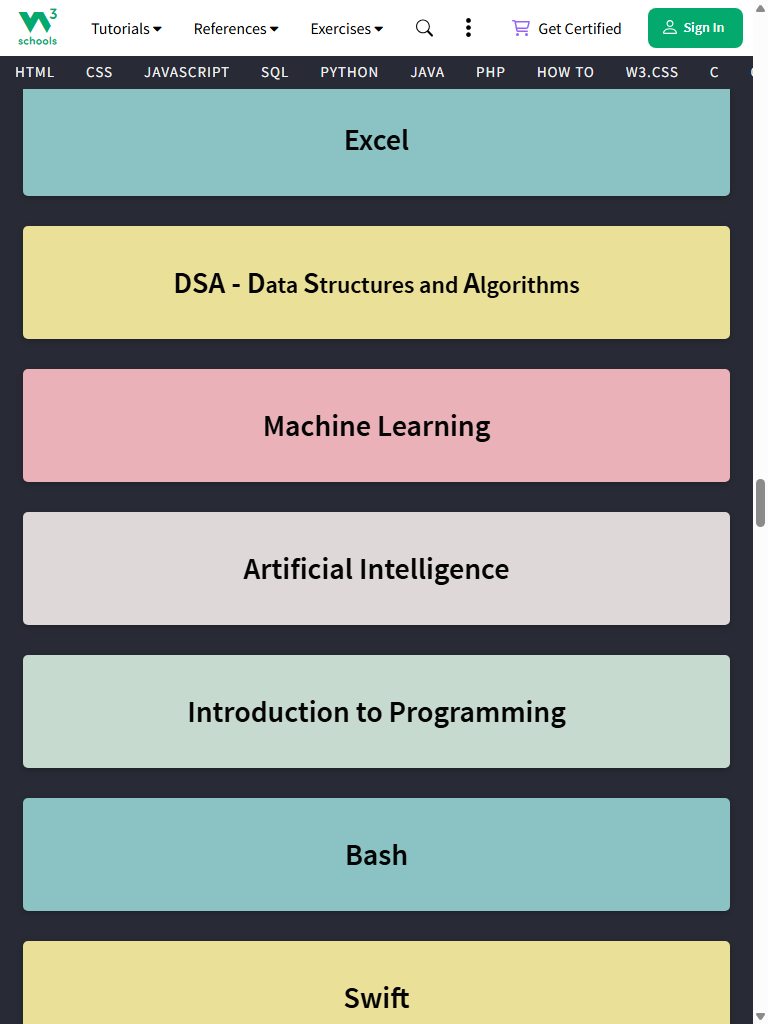 3
schools
Tutorials
References
Exercises
Get Certified
Sign In
HTML CSS JAVASCRIPT SQL PYTHON JAVA PHP HOW TO W3.CSS C
Excel
DSA - Data Structures and Algorithms
Machine Learning
Artificial Intelligence
Introduction to Programming
Bash
Swift